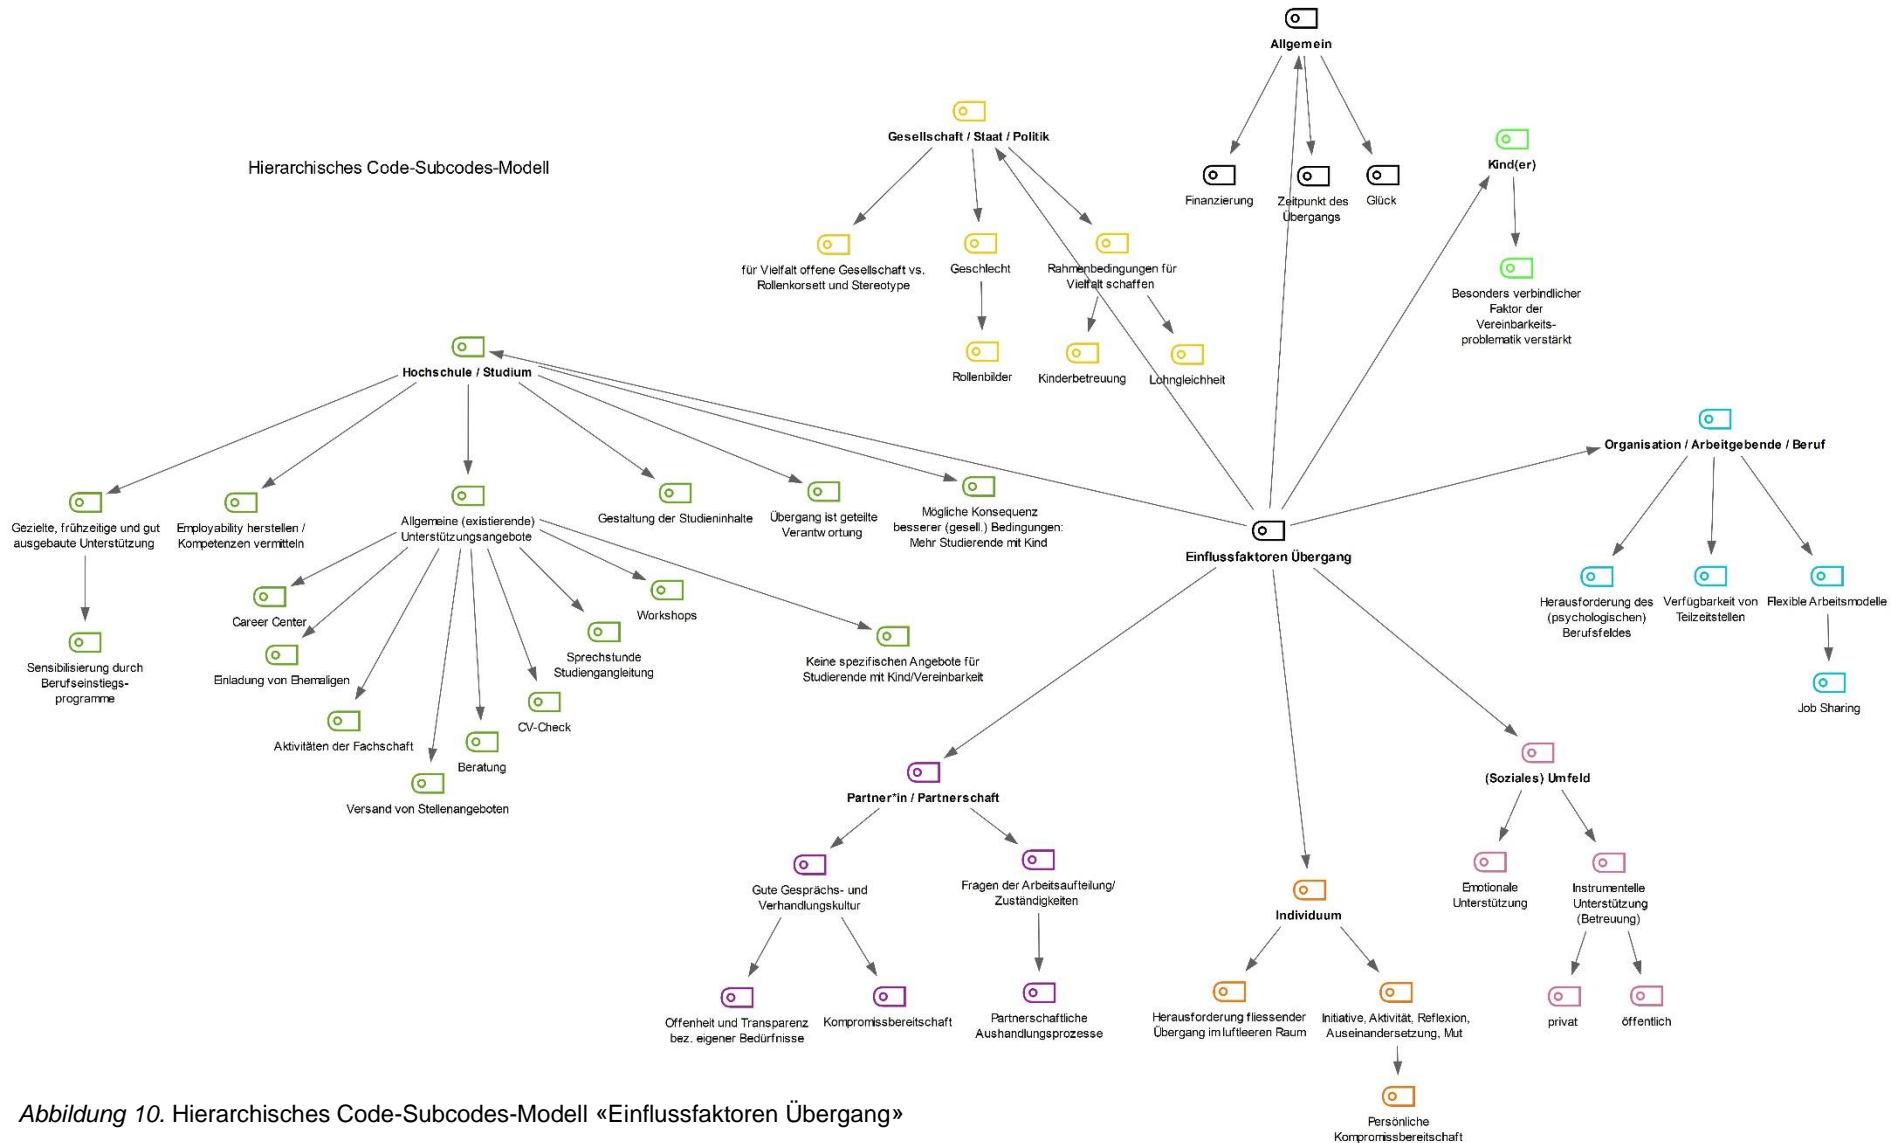 Allgemein
Finanzierung
Zeitpunkt des
Übergangs
Glück
Gesellschaft / Staat / Politik
für Vielfalt offene Gesellschaft vs.
Rollenkorsett und Stereotype
Geschlecht
Rahmenbedingungen für
Vielfalt schaffen
Rollenbilder
Kinderbetreuung
Lohngleichheit
Kind(er)
Besonders verbindlicher
Faktor der
Vereinbarkeits-
problematik verstärkt
Hierarchisches Code-Subcodes-Modell
Hochschule / Studium
Gezielte, frühzeitige und gut
ausgebaute Unterstützung
Employability herstellen /
Kompetenzen vermitteln
Allgemeine (existierende)
Unterstützungsangebote
Gestaltung der Studieninhalte
Übergang ist geteilte
Verantwortung
Mögliche Konsequenz
besserer (gesell.) Bedingungen:
Mehr Studierende mit Kind
Sensibilisierung durch
Berufseinstiegs-
programme
Career Center
Einladung von Ehemaligen
Aktivitäten der Fachschaft
Versand von Stellenangeboten
Beratung
CV-Check
Sprechstunde
Studiengangleitung
Workshops
Keine spezifischen Angebote für
Studierende mit Kind/Vereinbarkeit
Organisation / Arbeitgebende / Beruf
Herausforderung des
(psychologischen)
Berufsfeldes
Verfügbarkeit von
Teilzeitstellen
Flexible Arbeitsmodelle
Job Sharing
Einflussfaktoren Übergang
Partner*in / Partnerschaft
Gute Gesprächs- und
Verhandlungskultur
Fragen der Arbeitsaufteilung/
Zuständigkeiten
Offenheit und Transparenz
bez. eigener Bedürfnisse
Kompromissbereitschaft
Partnerschaftliche
Aushandlungsprozesse
Individuum
Herausforderung fliessender
Übergang im luftleeren Raum
Initiative, Aktivität, Reflexion,
Auseinandersetzung, Mut
Persönliche
Kompromissbereitschaft
(Soziales) Umfeld
Emotionale
Unterstützung
Instrumentelle
Unterstützung
(Betreuung)
privat
öffentlich
Abbildung 10. Hierarchisches Code-Subcodes-Modell «Einflussfaktoren Übergang»